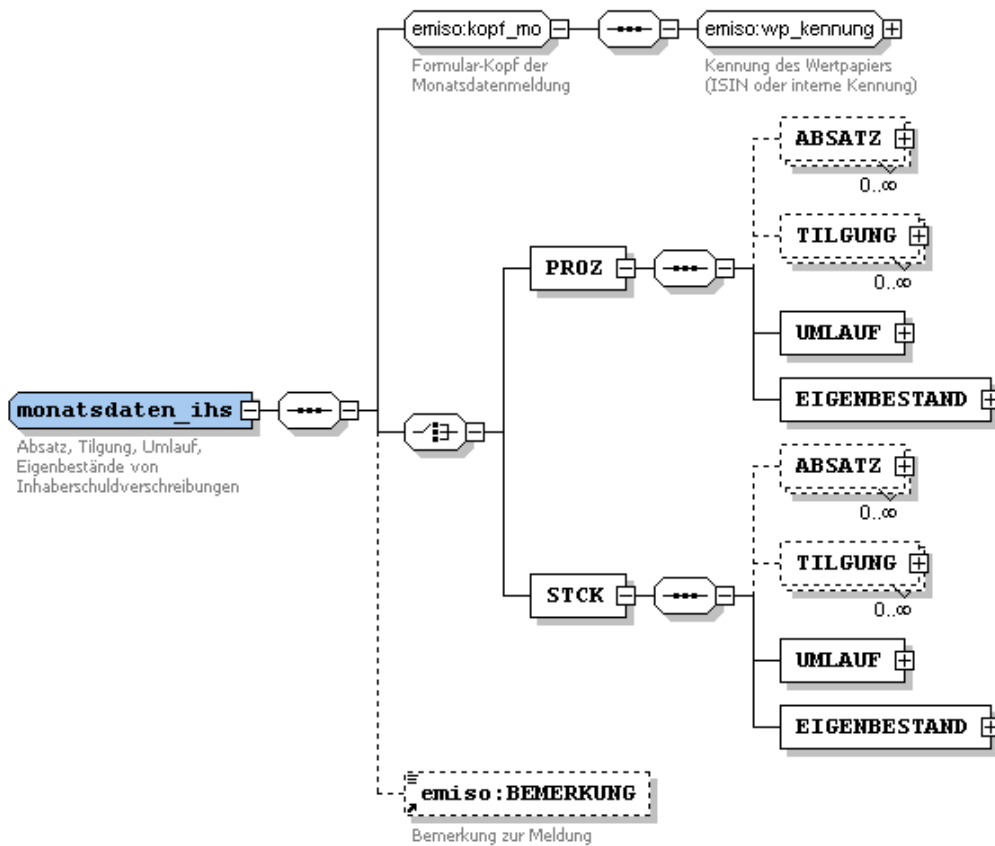 emiso:kopf_mo
emiso:wp_kennung
Formular-Kopf der
Monatsdatenmeldung
Kennung des Wertpapiers
(ISIN oder interne Kennung)
ABSATZ
0..∞
TILGUNG
0..∞
PROZ
UMLAUF
EIGENBESTAND
monatsdaten_ihs
Absatz, Tilgung, Umlauf,
Eigenbestände von
Inhaberschuldverschreibungen
ABSATZ
0..∞
TILGUNG
0..∞
STCK
UMLAUF
EIGENBESTAND
emiso:BEMERKUNG
Bemerkung zur Meldung